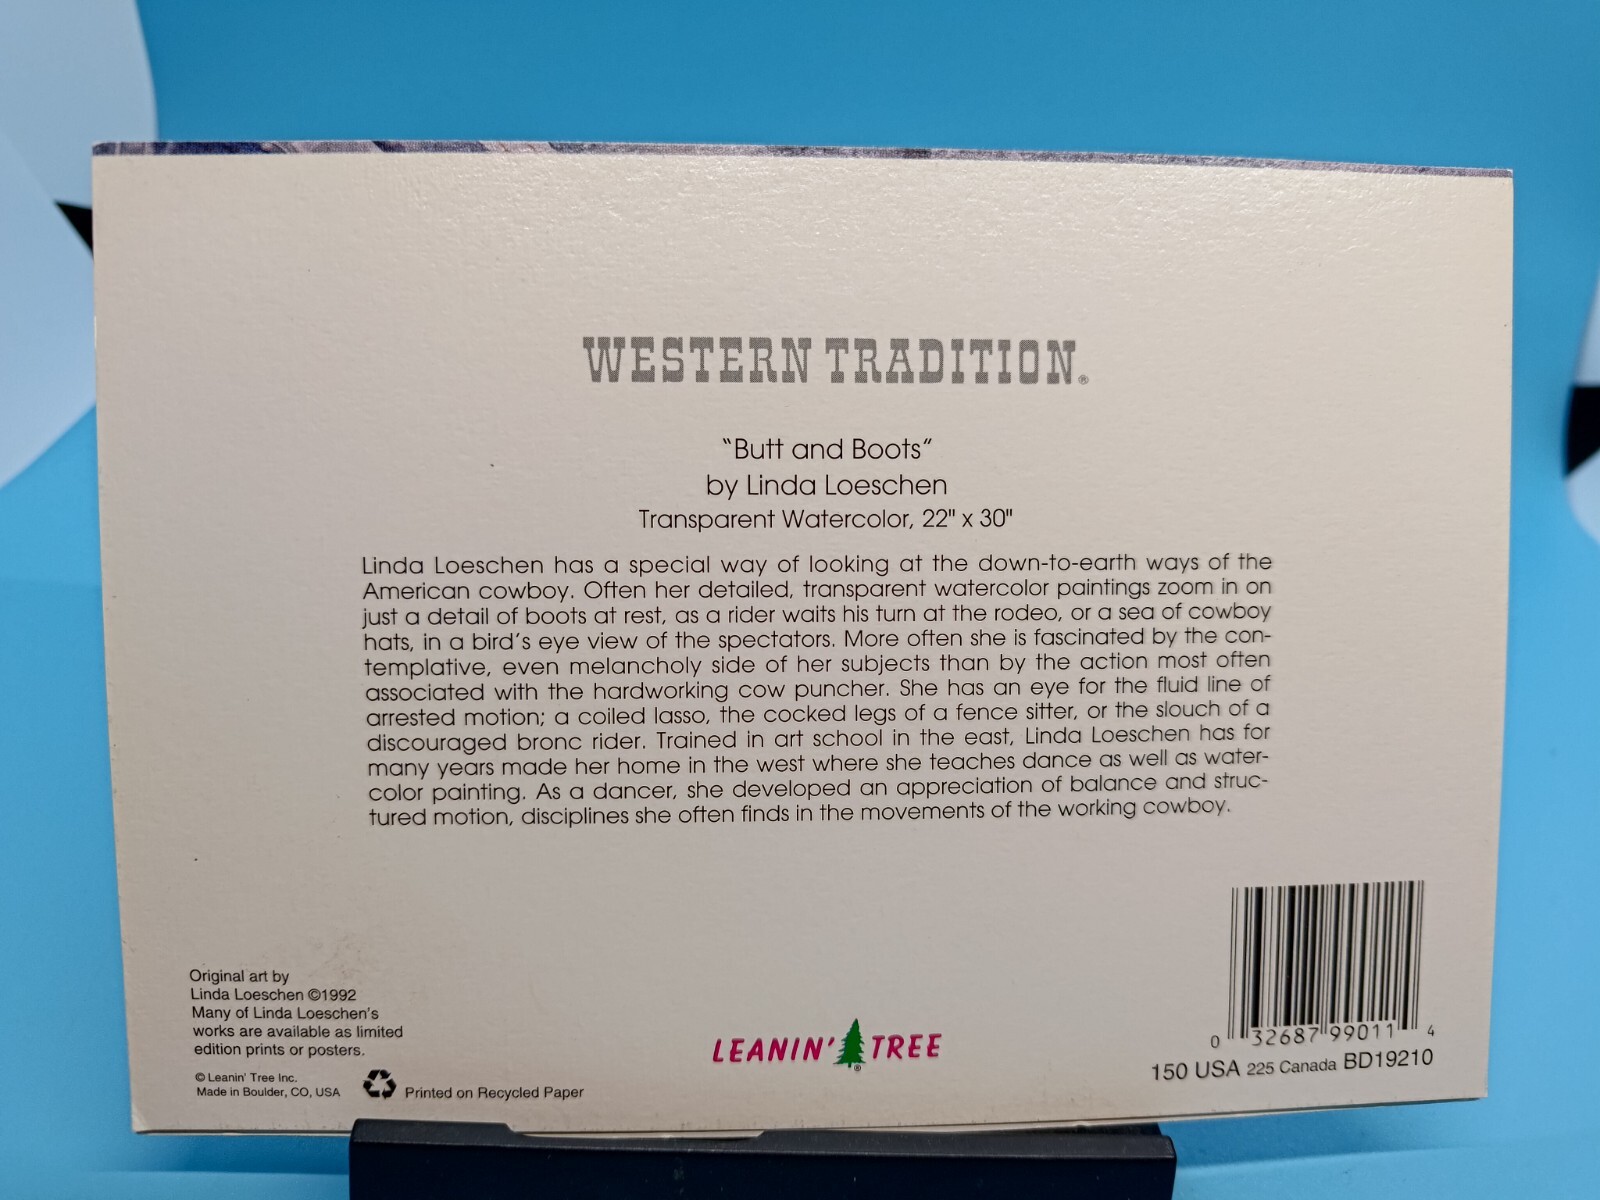 WESTERN TRADITION®
"Butt and Boots"
by Linda Loeschen
Transparent Watercolor, 22" x 30"
Linda Loeschen has a special way of looking at the down-to-earth ways of the
American cowboy. Often her detailed, transparent watercolor paintings zoom in on
just a detail of boots at rest, as a rider waits his turn at the rodeo, or a sea of cowboy
hats, in a bird's eye view of the spectators. More often she is fascinated by the con-
templative, even melancholy side of her subjects than by the action most often
associated with the hardworking cow puncher. She has an eye for the fluid line of
arrested motion; a coiled lasso, the cocked legs of a fence sitter, or the slouch of a
discouraged bronc rider. Trained in art school in the east, Linda Loeschen has for
many years made her home in the west where she teaches dance as well as water-
color painting. As a dancer, she developed an appreciation of balance and struc-
tured motion, disciplines she often finds in the movements of the working cowboy.
Original art by
Linda Loeschen ©1992
Many of Linda Loeschen's
works are available as limited
edition prints or posters.
© Leanin' Tree Inc.
Made in Boulder, CO, USA
Printed on Recycled Paper
LEANIN' TREE®
0 32687 99011 4
150 USA 225 Canada BD19210